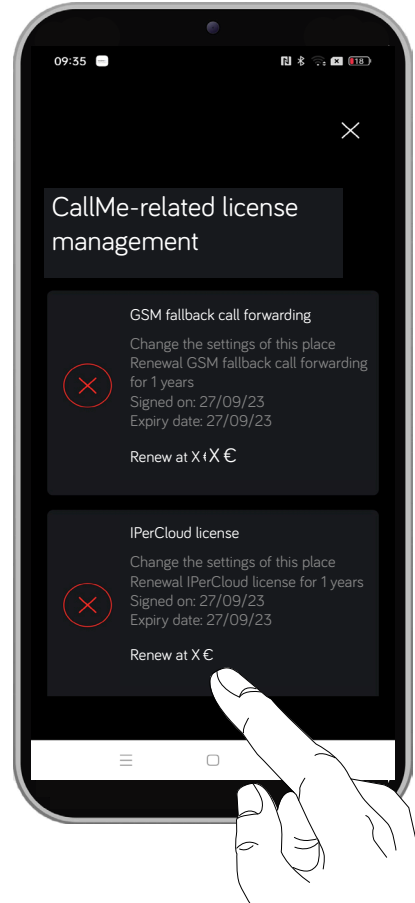 09:35
18
CallMe-related license
management
GSM fallback call forwarding
Change the settings of this place
Renewal GSM fallback call forwarding
for 1 years
Signed on: 27/09/23
Expiry date: 27/09/23
Renew at X X €
IPerCloud license
Change the settings of this place
Renewal IPerCloud license for 1 years
Signed on: 27/09/23
Expiry date: 27/09/23
Renew at X €